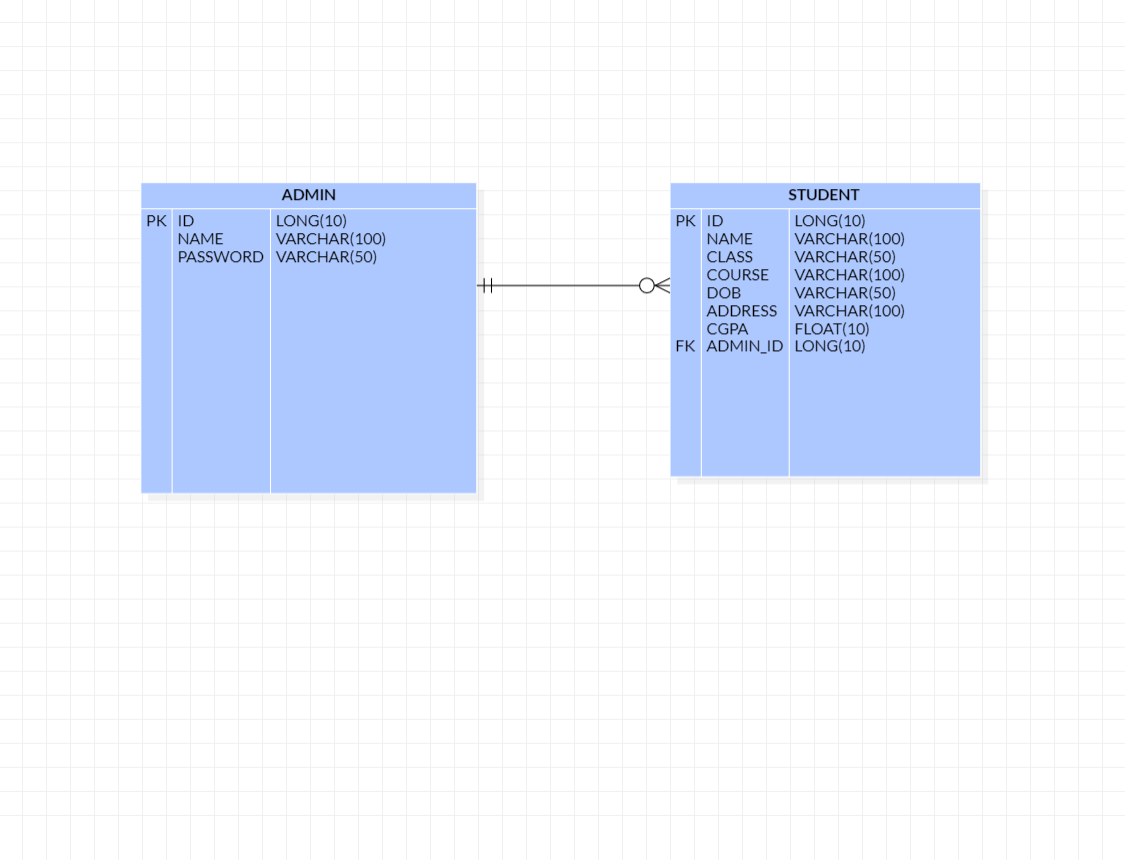 ADMIN
PK ID LONG(10)
NAME VARCHAR(100)
PASSWORD VARCHAR(50)
STUDENT
PK ID LONG(10)
NAME VARCHAR(100)
CLASS VARCHAR(50)
COURSE VARCHAR(100)
DOB VARCHAR(50)
ADDRESS VARCHAR(100)
CGPA FLOAT(10)
FK ADMIN_ID LONG(10)